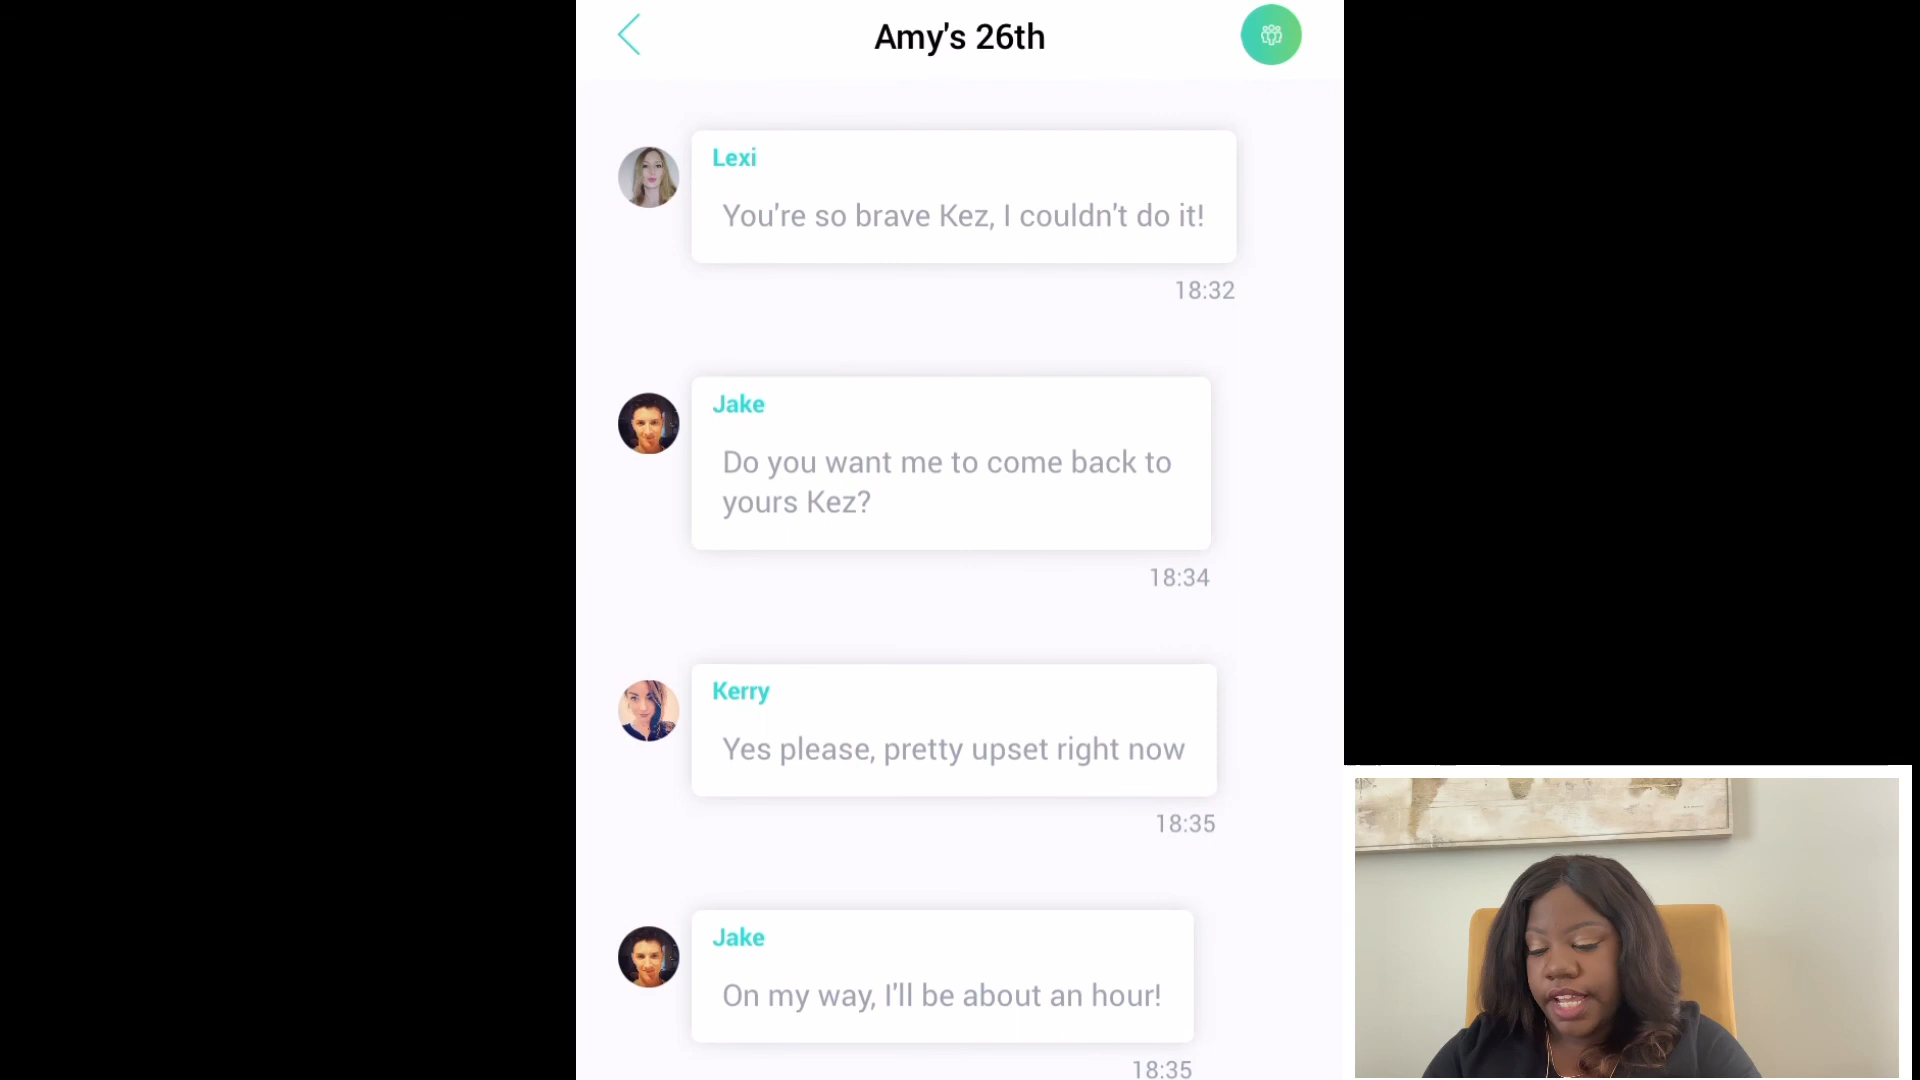 Amy's 26th
Lexi
You're so brave Kez, I couldn't do it!
18:32
Jake
Do you want me to come back to
yours Kez?
18:34
Kerry
Yes please, pretty upset right now
18:35
Jake
On my way, I'll be about an hour!
18:35